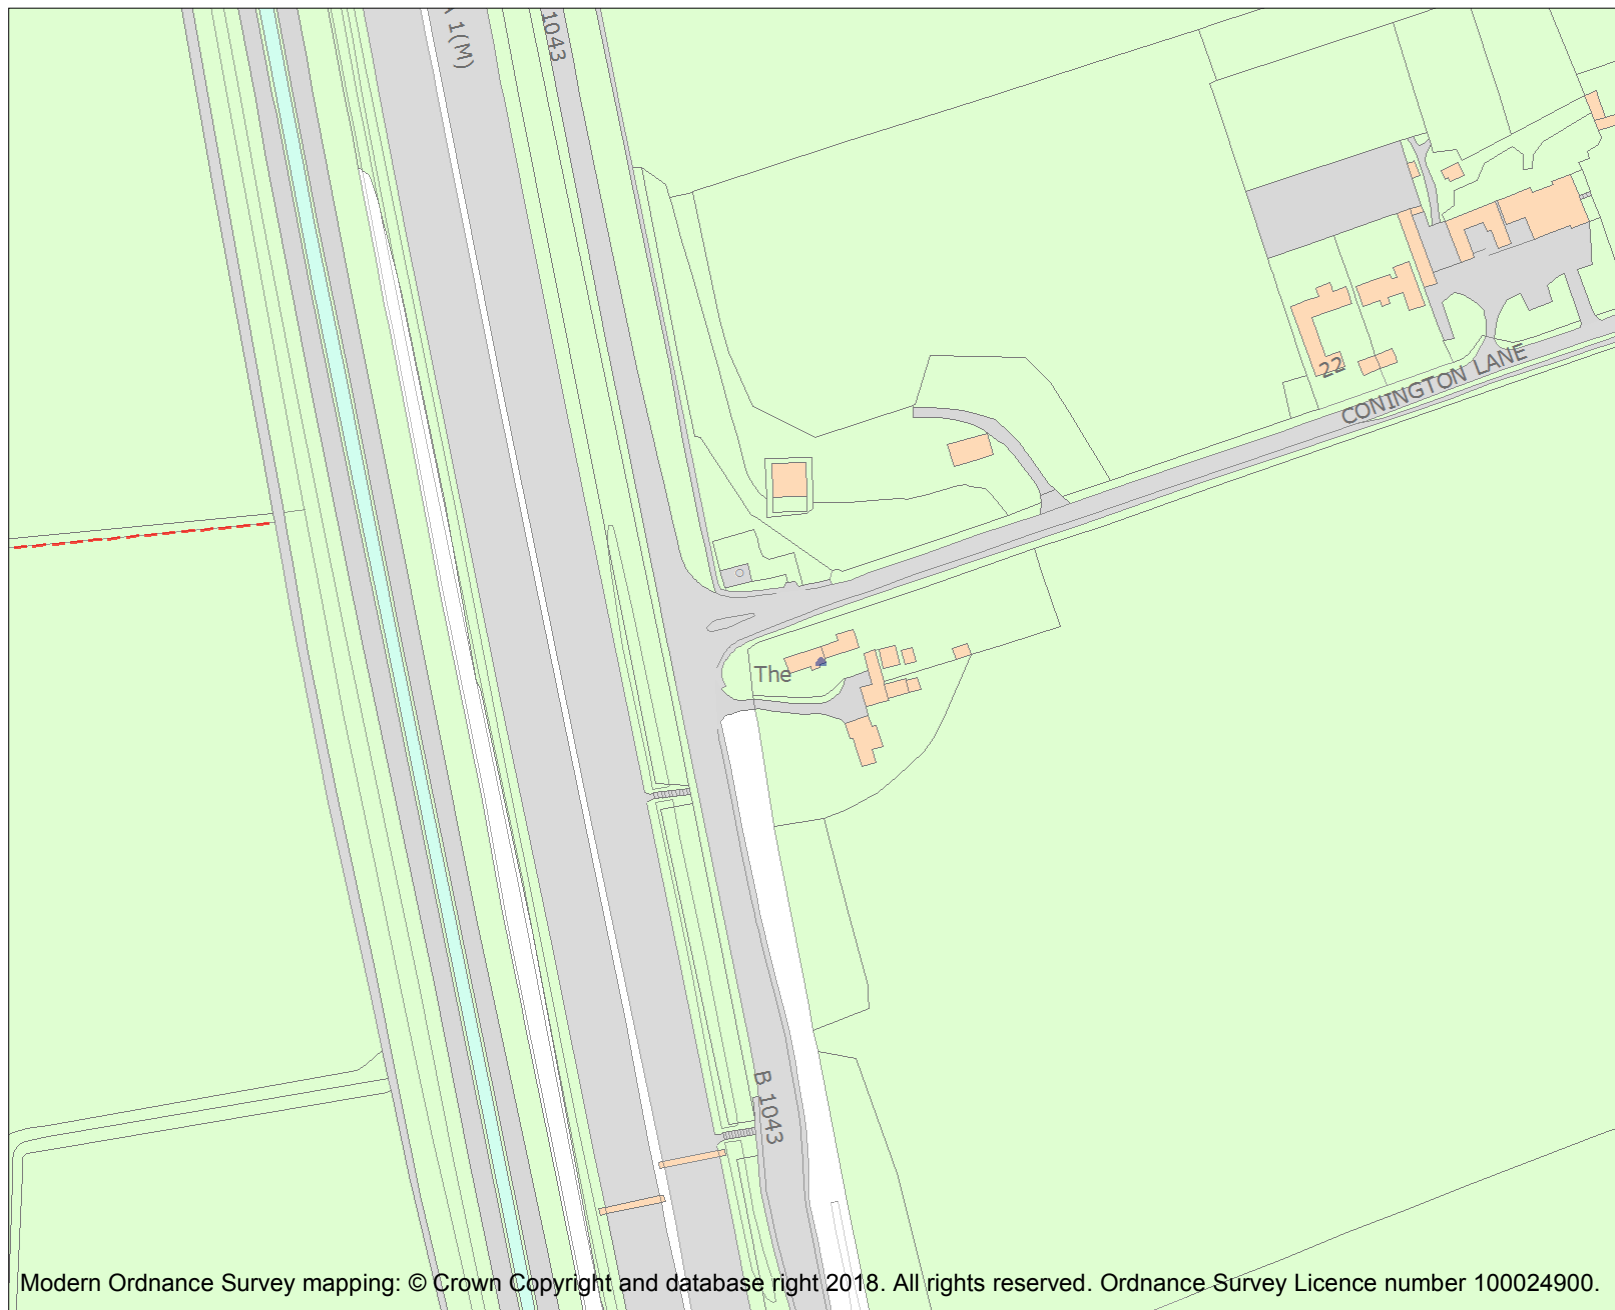 1(M)
1043
22
CONINGTON LANE
The
B 1043
Modern Ordnance Survey mapping: © Crown Copyright and database right 2018. All rights reserved. Ordnance Survey Licence number 100024900.